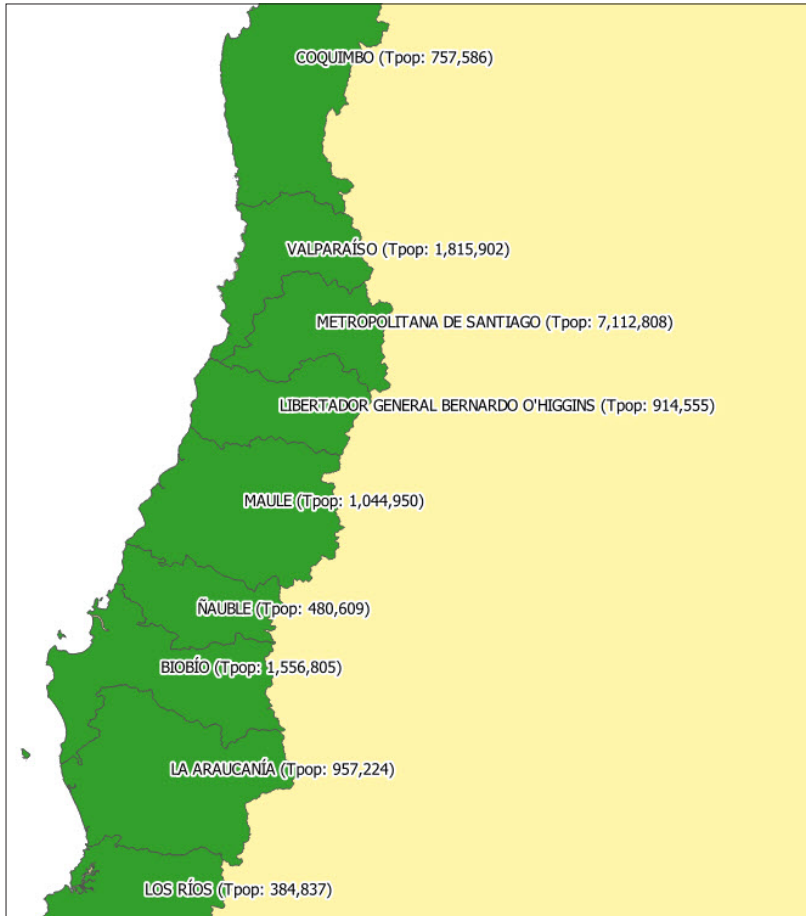 COQUIMBO (Tpop: 757,586)
VALPARAÍSO (Tpop: 1,815,902)
METROPOLITANA DE SANTIAGO (Tpop: 7,112,808)
LIBERTADOR GENERAL BERNARDO O'HIGGINS (Tpop: 914,555)
MAULE (Tpop: 1,044,950)
ÑAUBLE (Tpop: 480,609)
BIOBÍO (Tpop: 1,556,805)
LA ARAUCANÍA (Tpop: 957,224)
LOS RÍOS (Tpop: 384,837)